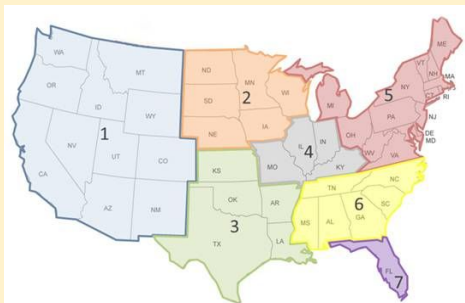 WA
MT
ND
MN
ME
OR
ID
SD
WI
VT
NH
MA
NY
WY
MI
CT
RI
5
2
1
NE
IA
PA
NJ
NV
UT
CO
4
IL
IN
OH
DE
MD
WV
VA
CA
KS
MO
KY
AZ
NM
OK
AR
TN
NC
3
6
SC
TX
LA
MS
AL
GA
FL
7